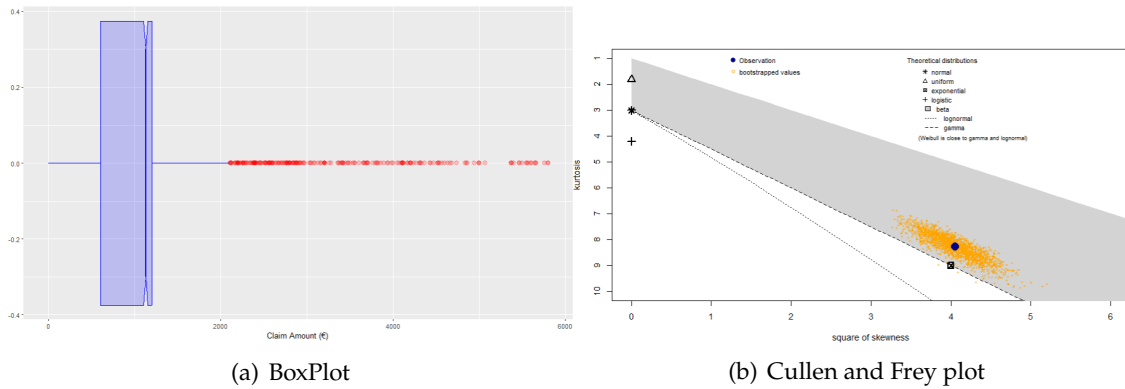 0.4
0.2
0.0
-0.2
-0.4
0
2000
4000
6000
Claim Amount (€)
(a) BoxPlot
Observation
bootstrapped values
Theoretical distributions
normal
uniform
exponential
logistic
beta
lognormal
gamma
(Weibull is close to gamma and lognormal)
kurtosis
1
2
3
4
5
6
7
8
9
10
0
1
2
3
4
5
6
square of skewness
(b) Cullen and Frey plot